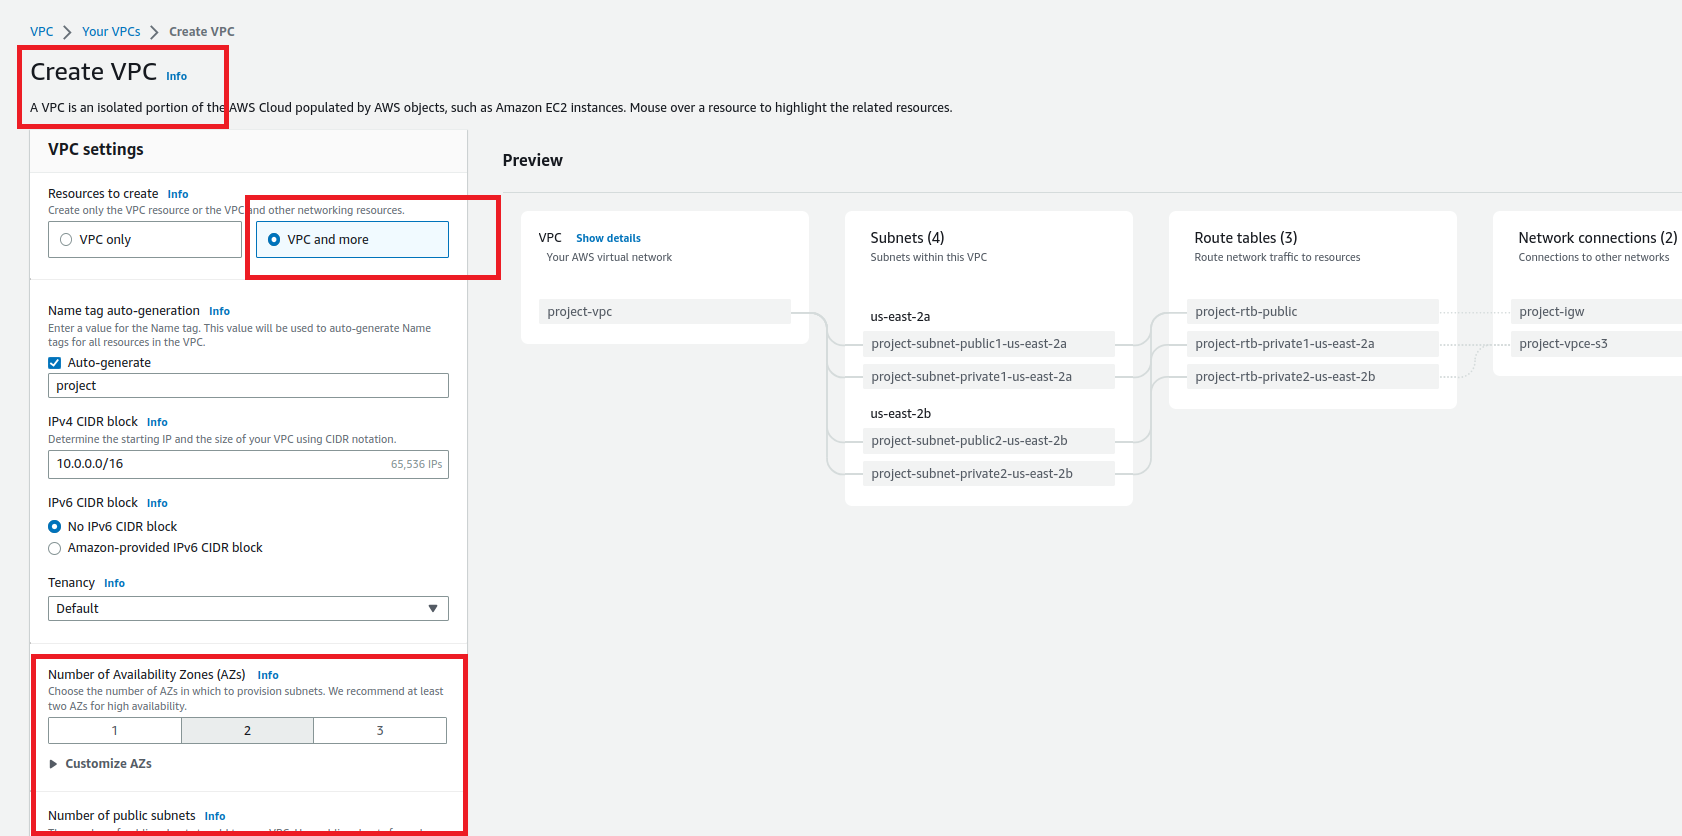 VPC > Your VPCs > Create VPC
Create VPC Info
A VPC is an isolated portion of the AWS Cloud populated by AWS objects, such as Amazon EC2 instances. Mouse over a resource to highlight the related resources.
VPC settings
Resources to create Info
Create only the VPC resource or the VPC and other networking resources.
VPC only
VPC and more
Name tag auto-generation Info
Enter a value for the Name tag. This value will be used to auto-generate Name
tags for all resources in the VPC.
Auto-generate
project
IPv4 CIDR block Info
Determine the starting IP and the size of your VPC using CIDR notation.
10.0.0.0/16 65,536 IPs
IPv6 CIDR block Info
No IPv6 CIDR block
Amazon-provided IPv6 CIDR block
Tenancy Info
Default
Number of Availability Zones (AZs) Info
Choose the number of AZs in which to provision subnets. We recommend at least
two AZs for high availability.
1 2 3
Customize AZs
Number of public subnets Info
Preview
VPC Show details
Your AWS virtual network
project-vpc
Subnets (4)
Subnets within this VPC
us-east-2a
project-subnet-public1-us-east-2a
project-subnet-private1-us-east-2a
us-east-2b
project-subnet-public2-us-east-2b
project-subnet-private2-us-east-2b
Route tables (3)
Route network traffic to resources
project-rtb-public
project-rtb-private1-us-east-2a
project-rtb-private2-us-east-2b
Network connections (2)
Connections to other networks
project-igw
project-vpce-s3